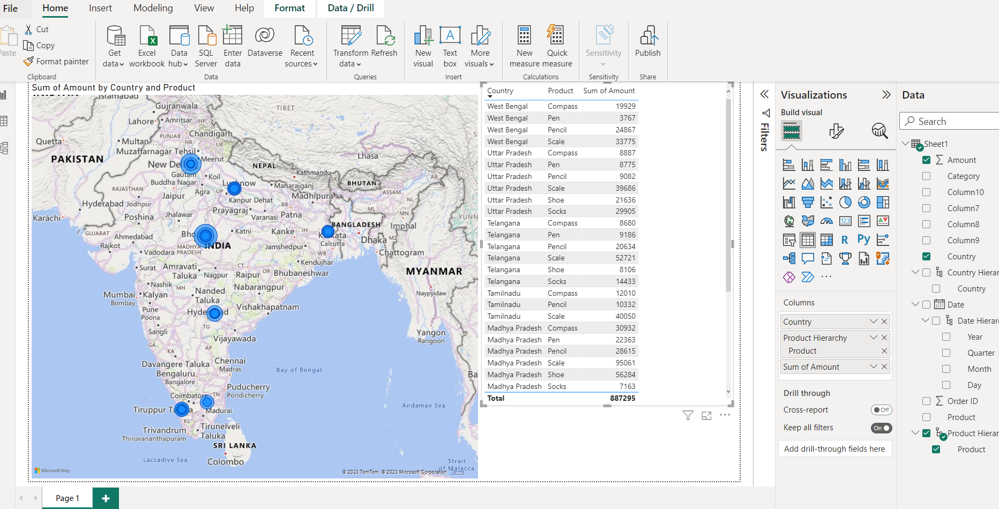 File Home Insert Modeling View Help Format Data / Drill
Paste
Cut
Copy
Format painter
Clipboard
Get data
Excel workbook
Data hub
SQL Server
Enter data
Dataverse
Recent sources
Data
Transform data
Refresh
Queries
New visual
Text box
More visuals
Insert
New measure
Quick measure
Calculations
Sensitivity
Sensitivity
Publish
Share
Sum of Amount by Country and Product
Islamabad
Gujranwala
TIBET
Lahore
Amritsar
HP
Chandigarh
PUNJAB
HR
UK
Quetta
Multan
Muzaffarnagar Tehsil
Lhasa
PAKISTAN
Meerut
NEPAL
Kathmandu
SK
BHUTAN
AR
ASSAM
Koil
Buddha Nagar
RAJASTHAN
Agra
UP
Maharajganj
Jaipur
Kanpur Dehat
Madhipura
NL
Hyderabad
Jodhpur
BR
ML
MN
YUNN
Karāchi
Poshina
Jhalawar
Prayagraj
Varanasi
Patna
BANGLADESH
Imphal
GUJARAT
Ahmedabad
Katni
Kanke
JH
Calcutta
Dhaka
MZ
Rajkot
Vadodara
MADHYA PRADESH
INDIA
Jamshedpur
WB
Chattogram
Surat
Amravati Taluka
Nagpur
CT
Raipur
OR
Kendujhar
Bhubaneshwar
MYANMAR
Nashik
MH
Nabarangpur
Mumbai
Bombay
Kalyan
Nanded Taluka
Naypyidaw
Pune
Poona
Vishakhapatnam
Sangli
TG
Yangon
Rangoon
GA
Vijayawada
KA
AP
Davangere Taluka
Chennai
Madras
Bengaluru
Bangalore
Bay of Bengal
Puducherry
Pondicherry
Coimbatore
TN
Tiruppur
Madurai
Andaman Sea
KL
Trivandrum
Thiruvananthapuram
Tirunelveli Taluka
SRI LANKA
Colombo
Laccadive Sea
Strait of Malacca
Microsoft Bing
© 2023 TomTom, © 2023 Microsoft Corporation Terms
Country Product Sum of Amount
West Bengal Compass 19929
West Bengal Pen 3767
West Bengal Pencil 24867
West Bengal Scale 33775
Uttar Pradesh Compass 8887
Uttar Pradesh Pen 8775
Uttar Pradesh Pencil 9082
Uttar Pradesh Scale 39686
Uttar Pradesh Shoe 21636
Uttar Pradesh Socks 29905
Telangana Compass 8680
Telangana Pen 9186
Telangana Pencil 20634
Telangana Scale 52721
Telangana Shoe 8106
Telangana Socks 14433
Tamilnadu Compass 12010
Tamilnadu Pencil 10332
Tamilnadu Scale 40050
Madhya Pradesh Compass 30932
Madhya Pradesh Pen 22363
Madhya Pradesh Pencil 28615
Madhya Pradesh Scale 95061
Madhya Pradesh Shoe 56284
Madhya Pradesh Socks 7163
Total 887295
Filters
Visualizations
Build visual
123
R
Py
Columns
Country
Product Hierarchy
Product
Sum of Amount
Drill through
Cross-report Off
Keep all filters On
Add drill-through fields here
Data
Search
Sheet1
Amount
Category
Column10
Column7
Column8
Column9
Country
Country Hierar
Country
Date
Date Hierar
Year
Quarter
Month
Day
Order ID
Product
Product Hierar
Product
Page 1